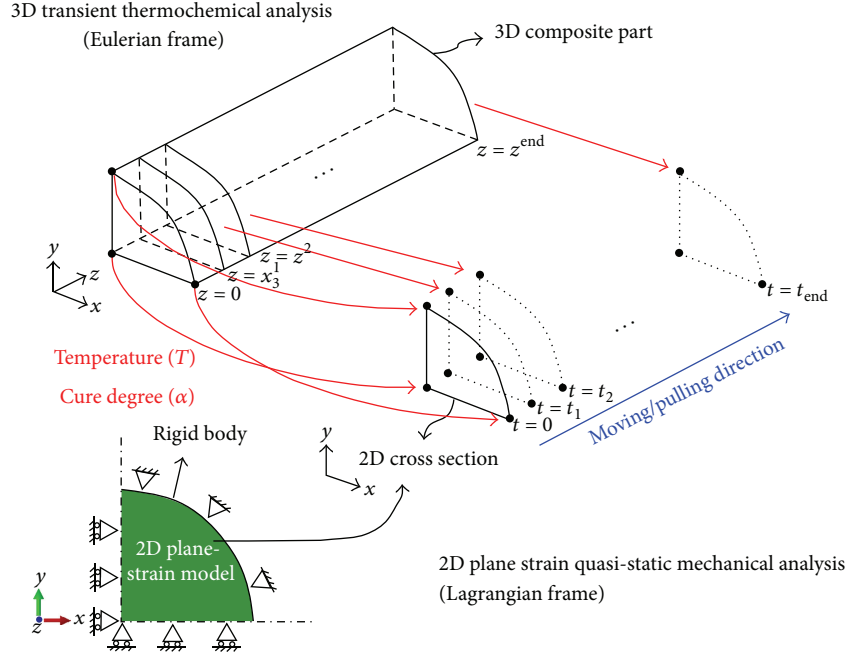 3D transient thermochemical analysis
(Eulerian frame)
3D composite part
z = z^end
...
z = z^2
z = x_3^1
z = 0
y
z
x
t = t_end
...
t = t_2
t = t_1
t = 0
Temperature (T)
Cure degree (α)
Moving/pulling direction
Rigid body
2D cross section
y
x
2D plane-
strain model
y
x
z
2D plane strain quasi-static mechanical analysis
(Lagrangian frame)